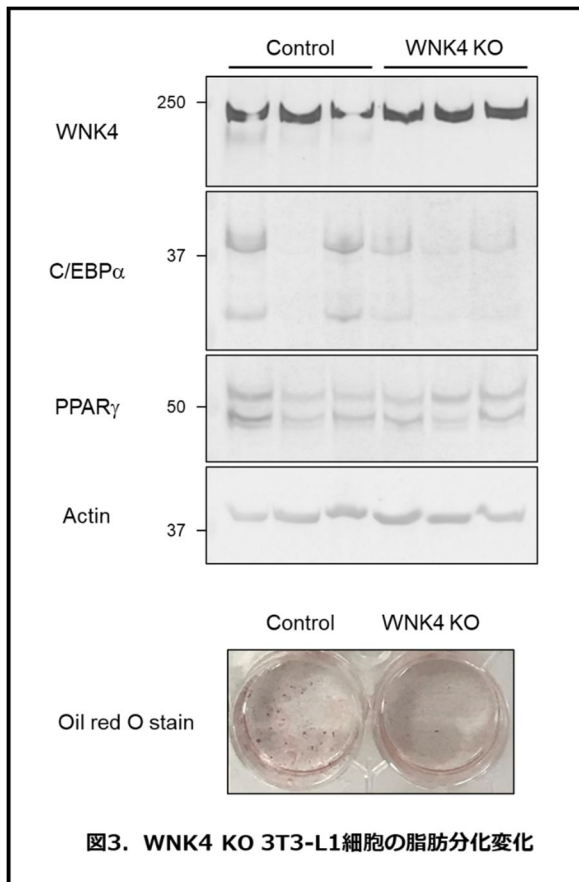 Control WNK4 KO
250
WNK4
37
C/EBPα
50
PPARγ
Actin
37
Control WNK4 KO
Oil red O stain
図3. WNK4 KO 3T3-L1細胞の脂肪分化変化